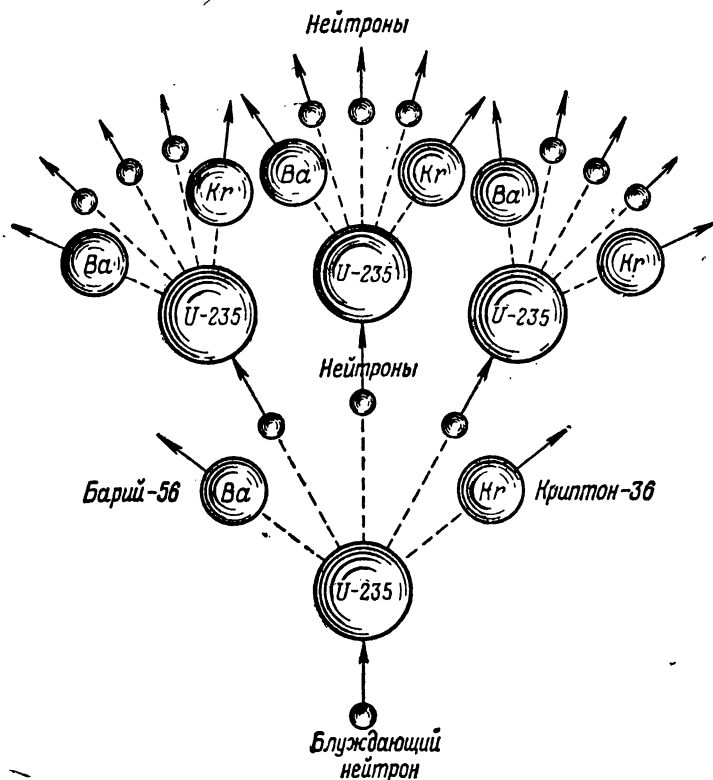 Нейтроны
Ba
Kr
Ba
Kr
Ba
Kr
U-235
U-235
U-235
Нейтроны
Барий-56
Ba
Kr
Криптон-36
U-235
Блуждающий
нейтрон